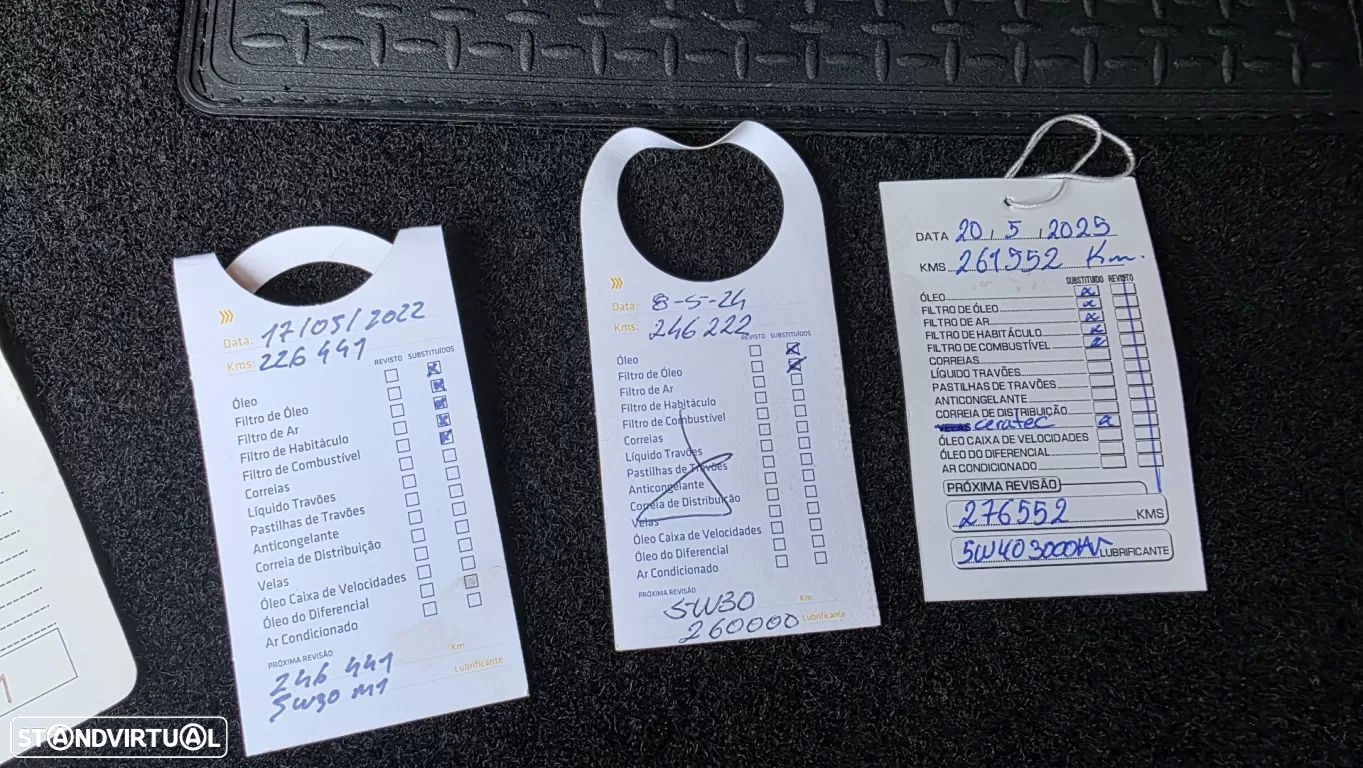 Data: 17/05/2022
Kms: 226 441
REVISTO SUBSTITUÍDOS
Óleo
Filtro de Óleo
Filtro de Ar
Filtro de Habitáculo
Filtro de Combustível
Correias
Líquido Travões
Pastilhas de Travões
Anticongelante
Correia de Distribuição
Velas
Óleo Caixa de Velocidades
Óleo do Diferencial
Ar Condicionado
PRÓXIMA REVISÃO
246 441 Km
5W30 M1 Lubrificante
Data: 8-5-24
Kms: 246 222
REVISTO SUBSTITUÍDOS
Óleo
Filtro de Óleo
Filtro de Ar
Filtro de Habitáculo
Filtro de Combustível
Correias
Líquido Travões
Pastilhas de Travões
Anticongelante
Correia de Distribuição
Velas
Óleo Caixa de Velocidades
Óleo do Diferencial
Ar Condicionado
PRÓXIMA REVISÃO
5W30 Km
260000 Lubrificante
DATA 20 / 5 / 2025
KMS 261552 Km.
SUBSTITUÍDO REVISTO
ÓLEO
FILTRO DE ÓLEO
FILTRO DE AR
FILTRO DE HABITÁCULO
FILTRO DE COMBUSTÍVEL
CORREIAS
LÍQUIDO TRAVÕES
PASTILHAS DE TRAVÕES
ANTICONGELANTE
CORREIA DE DISTRIBUIÇÃO
VELAS ceratec
ÓLEO CAIXA DE VELOCIDADES
ÓLEO DO DIFERENCIAL
AR CONDICIONADO
PRÓXIMA REVISÃO
276552 KMS
5W40 3000 LUBRIFICANTE
STANDVIRTUAL